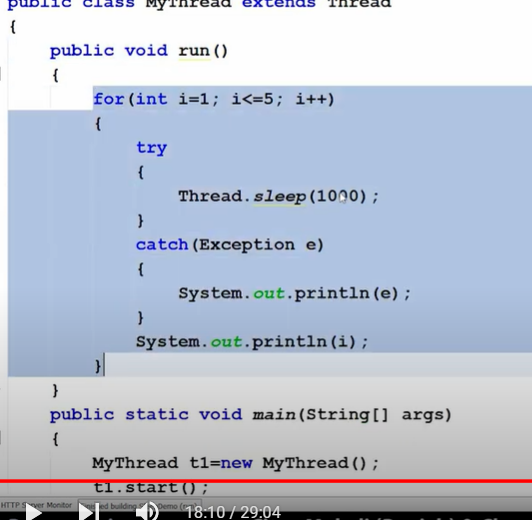 public class MyThread extends Thread
{
public void run()
{
for(int i=1; i<=5; i++)
{
try
{
Thread.sleep(1000);
}
catch(Exception e)
{
System.out.println(e);
}
System.out.println(i);
}
}
public static void main(String[] args)
{
MyThread t1=new MyThread();
t1.start();
HTTP Server Monitor
18:10 / 29:04